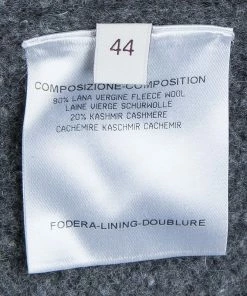 44
COMPOSIZIONE-COMPOSITION
80% LANA VERGINE FLEECE WOOL
LAINE VIERGE SCHURWOLLE
20% KASHMIR CASHMERE
CACHEMIRE KASCHMIR CACHEMIR
FODERA-LINING-DOUBLURE